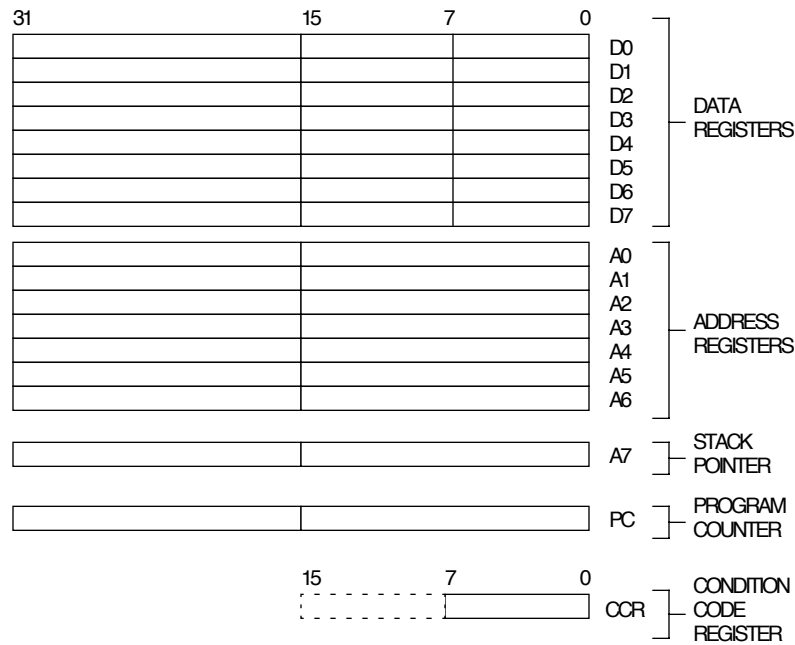 31 15 7 0
D0
D1
D2
D3
D4
D5
D6
D7
DATA
REGISTERS
A0
A1
A2
A3
A4
A5
A6
ADDRESS
REGISTERS
A7
STACK
POINTER
PC
PROGRAM
COUNTER
15 7 0
CCR
CONDITION
CODE
REGISTER